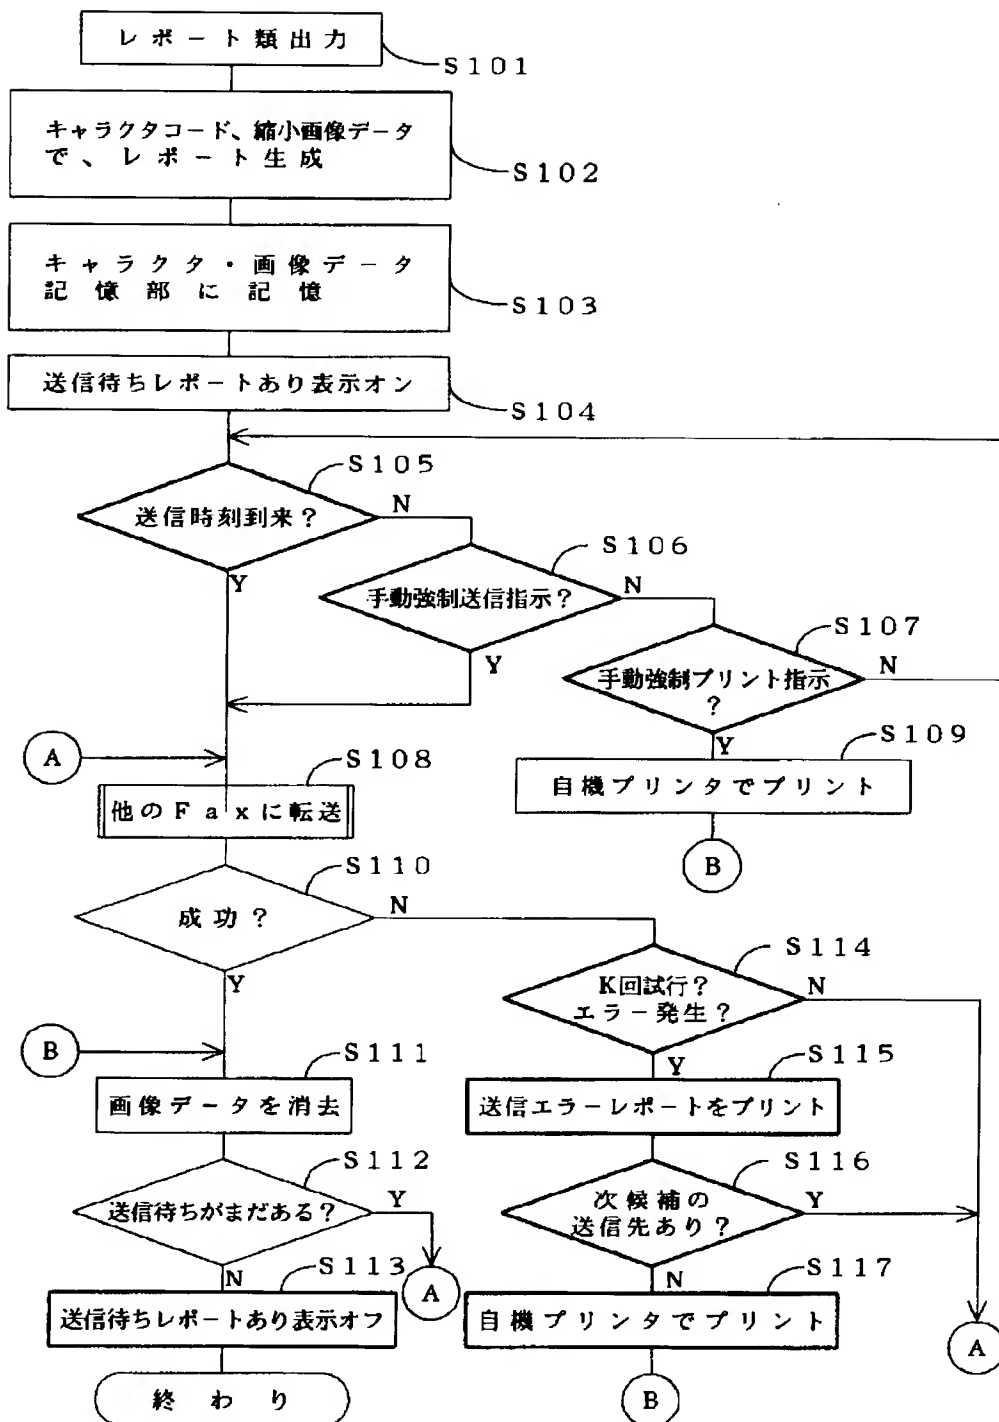 レポート類出力
S101
キャラクタコード、縮小画像データ
で、レポート生成
S102
キャラクタ・画像データ
記憶部に記憶
S103
送信待ちレポートあり表示オン
S104
S105
送信時刻到来?
N
Y
S106
手動強制送信指示?
N
Y
S107
手動強制プリント指示
?
N
Y
A
S108
他のFaxに転送
S109
自機プリンタでプリント
B
S110
成功?
N
Y
S114
K回試行?
エラー発生?
N
Y
B
S111
画像データを消去
S115
送信エラーレポートをプリント
S112
送信待ちがまだある?
Y
N
A
S116
次候補の
送信先あり?
Y
N
S113
送信待ちレポートあり表示オフ
S117
自機プリンタでプリント
A
終わり
B